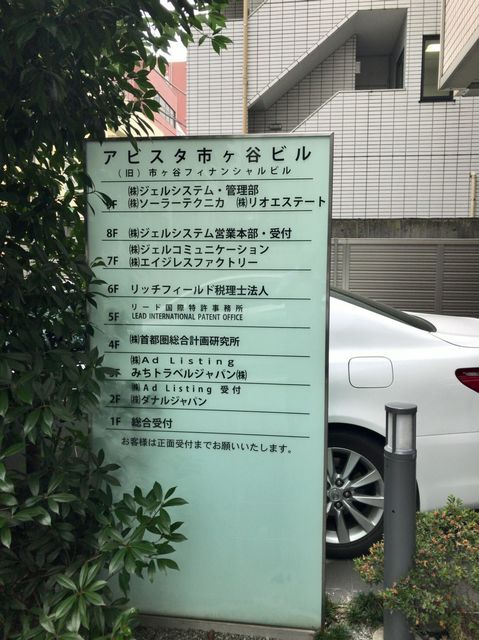 アビスタ市ヶ谷ビル
(旧) 市ヶ谷フィナンシャルビル
㈱ジェルシステム・管理部
F ㈱ソーラーテクニカ ㈱リオエステート
8F ㈱ジェルシステム営業本部・受付
㈱ジェルコミュニケーション
7F ㈱エイジレスファクトリー
6F リッチフィールド税理士法人
リード国際特許事務所
5F LEAD INTERNATIONAL PATENT OFFICE
4F ㈱首都圏総合計画研究所
㈱Ad Listing
F みちトラベルジャパン㈱
㈱Ad Listing 受付
2F ㈱ダナルジャパン
1F 総合受付
お客様は正面受付までお願いいたします。